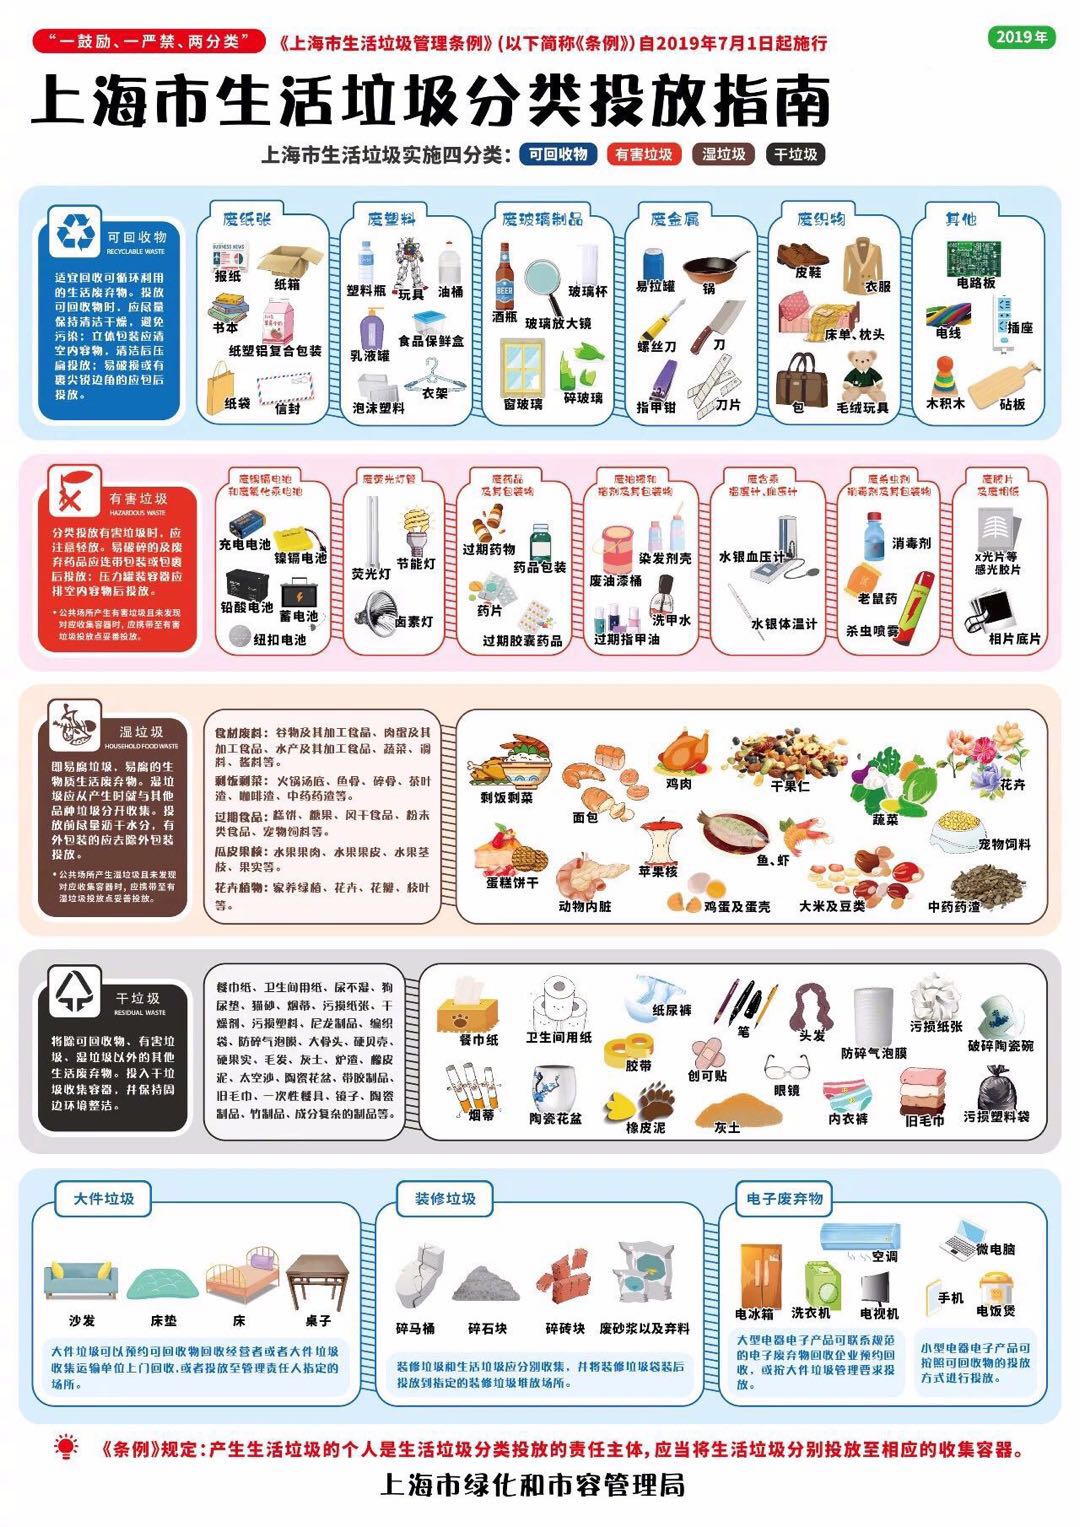 “一鼓励、一严禁、两分类”
《上海市生活垃圾管理条例》(以下简称《条例》)自2019年7月1日起施行
2019年
上海市生活垃圾分类投放指南
上海市生活垃圾实施四分类：
可回收物
有害垃圾
湿垃圾
干垃圾
可回收物
RECYCLABLE WASTE
适宜回收可循环利用
的生活废弃物。投放
可回收物时，应尽量
保持清洁干燥，避免
污染；立体包装应清
空内容物，清洁后压
扁投放；易破损或有
尖锐边角的应包后
投放。
废纸张
BUSINESS NEWS
报纸
纸箱
书本
纸塑铝复合包装
纸袋
信封
废塑料
塑料瓶
玩具
油桶
乳液罐
食品保鲜盒
泡沫塑料
衣架
废玻璃制品
BEER
酒瓶
玻璃放大镜
玻璃杯
窗玻璃
碎玻璃
废金属
易拉罐
锅
螺丝刀
刀
指甲钳
刀片
废织物
皮鞋
衣服
床单、枕头
包
毛绒玩具
其他
电路板
电线
插座
木积木
砧板
有害垃圾
HAZARDOUS WASTE
分类投放有害垃圾时，应
注意轻放。易破碎的及废
弃药品应连带包装或包裹
后投放；压力罐装容器应
排空内容物后投放。
• 公共场所产生有害垃圾且未发现
对应收集容器时，应携带至有害
垃圾投放点妥善投放。
废镍镉电池
和废氧化汞电池
充电电池
镍镉电池
铅酸电池
蓄电池
纽扣电池
废荧光灯管
荧光灯
节能灯
卤素灯
废药品
及其包装物
过期药物
药品包装
药片
过期胶囊药品
废油漆和
溶剂及其包装物
废油漆桶
染发剂壳
过期指甲油
洗甲水
废含汞
温度计、血压计
水银血压计
水银体温计
废杀虫剂
消毒剂及其包装物
消毒剂
老鼠药
杀虫喷雾
废胶片
及废相纸
x光片等
感光胶片
相片底片
湿垃圾
HOUSEHOLD FOOD WASTE
即易腐垃圾，易腐的生
物质生活废弃物。湿垃
圾应从产生时就与其他
品种垃圾分开收集。投
放前尽量沥干水分，有
外包装的应去除外包装
投放。
• 公共场所产生湿垃圾且未发现
对应收集容器时，应携带至有
湿垃圾投放点妥善投放。
食材废料：谷物及其加工食品、肉蛋及其
加工食品、水产及其加工食品、蔬菜、调
料、酱料等。
剩饭剩菜：火锅汤底、鱼骨、碎骨、茶叶
渣、咖啡渣、中药药渣等。
过期食品：糕饼、糖果、风干食品、粉末
类食品、宠物饲料等。
瓜皮果核：水果果肉、水果果皮、水果茎
枝、果实等。
花卉植物：家养绿植、花卉、花瓣、枝叶
等。
剩饭剩菜
面包
鸡肉
干果仁
蔬菜
花卉
蛋糕饼干
动物内脏
苹果核
鸡蛋及蛋壳
鱼、虾
大米及豆类
宠物饲料
中药药渣
干垃圾
RESIDUAL WASTE
将除可回收物、有害垃
圾、湿垃圾以外的其他
生活废弃物。投入干垃
圾收集容器，并保持周
边环境整洁。
餐巾纸、卫生间用纸、尿不湿、狗
尿垫、猫砂、烟蒂、污损纸张、干
燥剂、污损塑料、尼龙制品、编织
袋、防碎气泡膜、大骨头、硬贝壳、
硬果实、毛发、灰土、炉渣、橡皮
泥、太空沙、陶瓷花盆、带胶制品、
旧毛巾、一次性餐具、镜子、陶瓷
制品、竹制品、成分复杂的制品等。
餐巾纸
卫生间用纸
纸尿裤
笔
头发
防碎气泡膜
污损纸张
破碎陶瓷碗
烟蒂
陶瓷花盆
胶带
橡皮泥
创可贴
灰土
眼镜
内衣裤
旧毛巾
污损塑料袋
大件垃圾
沙发
床垫
床
桌子
大件垃圾可以预约可回收物回收经营者或者大件垃圾
收集运输单位上门回收，或者投放至管理责任人指定的
场所。
装修垃圾
碎马桶
碎石块
碎砖块
废砂浆以及弃料
装修垃圾和生活垃圾应分别收集，并将装修垃圾袋装后
投放到指定的装修垃圾堆放场所。
电子废弃物
电冰箱
空调
洗衣机
电视机
微电脑
手机
电饭煲
大型电器电子产品可联系规范
的电子废弃物回收企业预约回
收，或按大件垃圾管理要求投
放。
小型电器电子产品可
按照可回收物的投放
方式进行投放。
《条例》规定：产生生活垃圾的个人是生活垃圾分类投放的责任主体，应当将生活垃圾分别投放至相应的收集容器。
上海市绿化和市容管理局